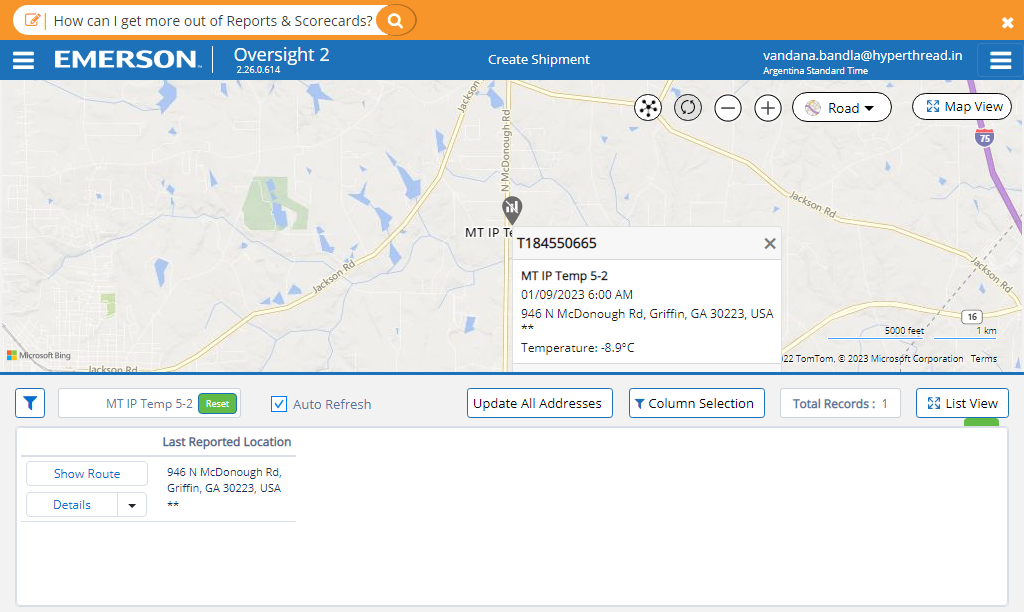 How can I get more out of Reports & Scorecards?
EMERSON
Oversight 2
2.26.0.614
Create Shipment
vandana.bandla@hyperthread.in
Argentina Standard Time
Jackson
N McDonough Rd
Road
Map View
75
Jackson Rd
MT IP Te
T184550665
MT IP Temp 5-2
01/09/2023 6:00 AM
946 N McDonough Rd, Griffin, GA 30223, USA
**
Temperature: -8.9°C
Jackson Rd
Jackson Rd
16
5000 feet
1 km
Microsoft Bing
22 TomTom, © 2023 Microsoft Corporation
Terms
Jackson Rd
MT IP Temp 5-2
Reset
Auto Refresh
Update All Addresses
Column Selection
Total Records : 1
List View
Last Reported Location
Show Route
Details
946 N McDonough Rd,
Griffin, GA 30223, USA
**